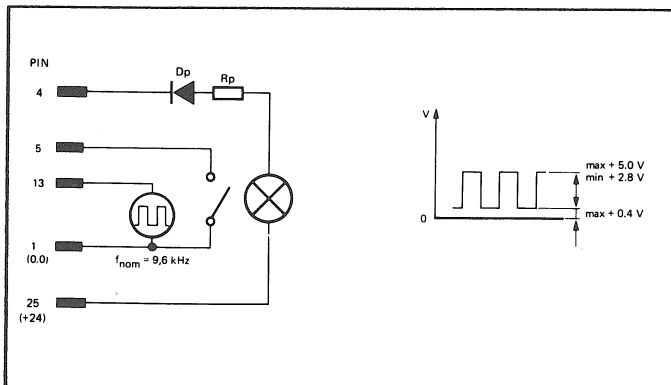 PIN
Dp
Rp
4
5
13
1
(0.0)
f nom = 9,6 kHz
25
(+24)
V
max + 5.0 V
min + 2.8 V
max + 0.4 V
0